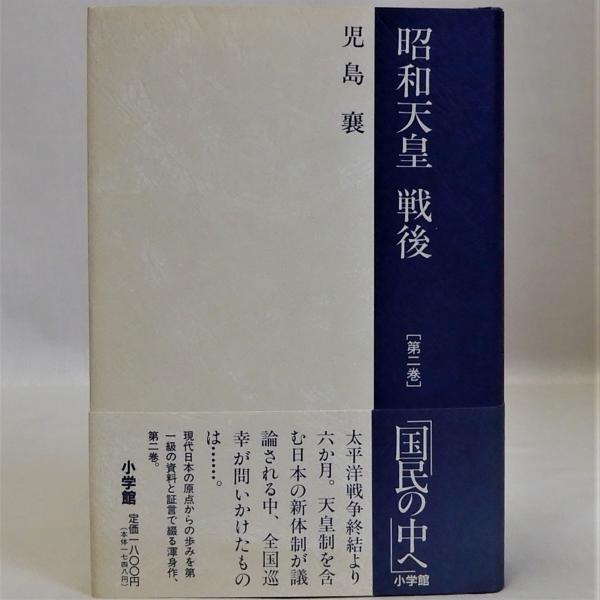 昭和天皇 戦後
[第二巻]
児島 襄
「国民の中へ」
小学館
太平洋戦争終結より
六か月。天皇制を含
む日本の新体制が議
論される中、全国巡
幸が問いかけたもの
は……。
現代日本の原点からの歩みを第
一級の資料と証言で綴る渾身作、
第二巻。
小学館
定価一八〇〇円
(本体一七四八円)